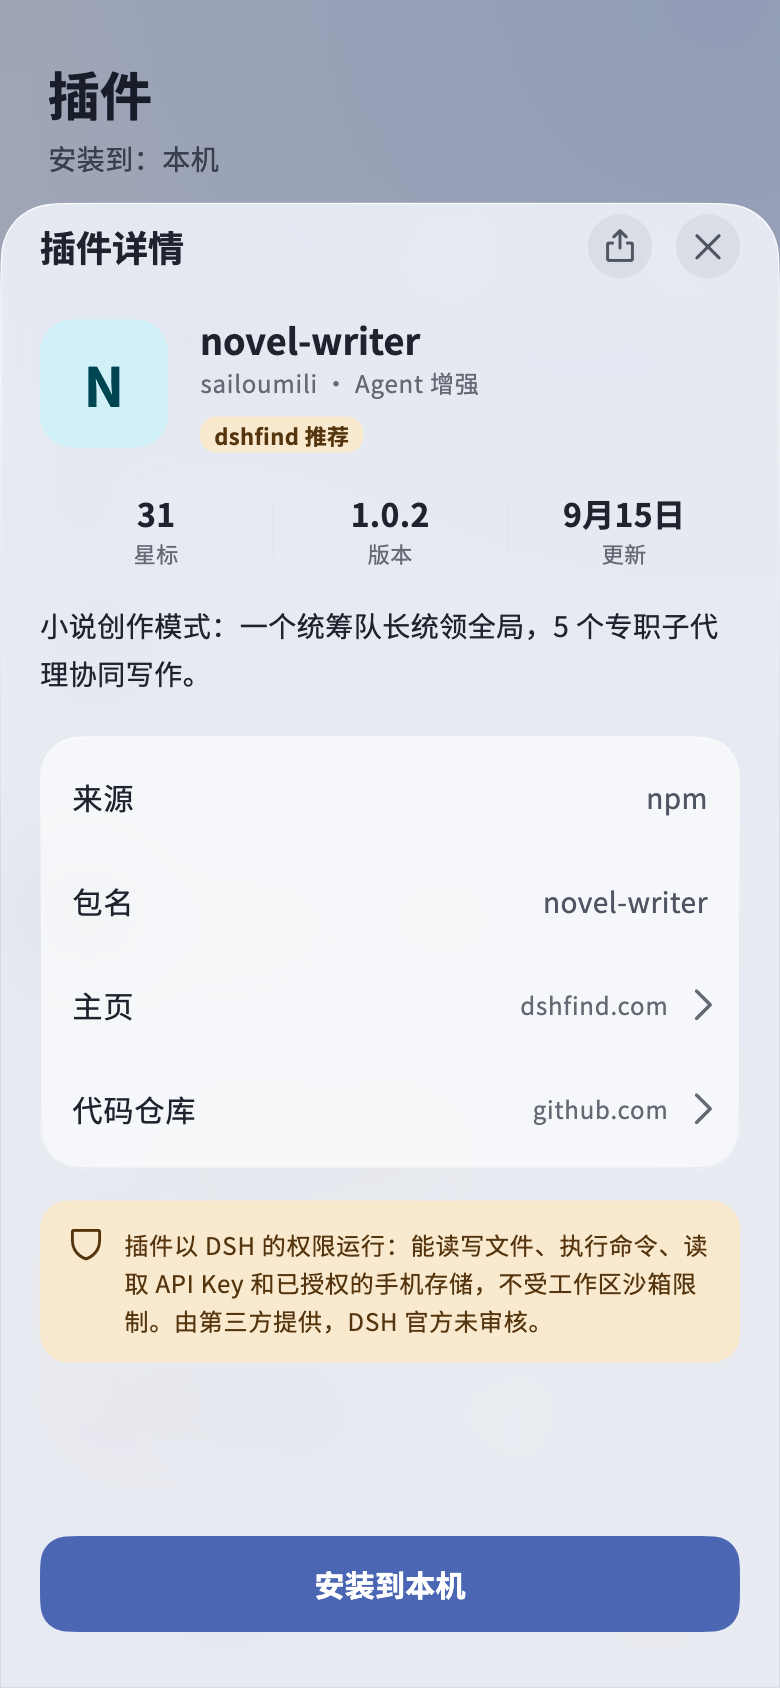 插件
安装到：本机
插件详情
N
novel-writer
sailoumili • Agent 增强
dshfind 推荐
31
星标
1.0.2
版本
9月15日
更新
小说创作模式：一个统筹队长统领全局，5 个专职子代
理协同写作。
来源
npm
包名
novel-writer
主页
dshfind.com
代码仓库
github.com
插件以 DSH 的权限运行：能读写文件、执行命令、读
取 API Key 和已授权的手机存储，不受工作区沙箱限
制。由第三方提供，DSH 官方未审核。
安装到本机